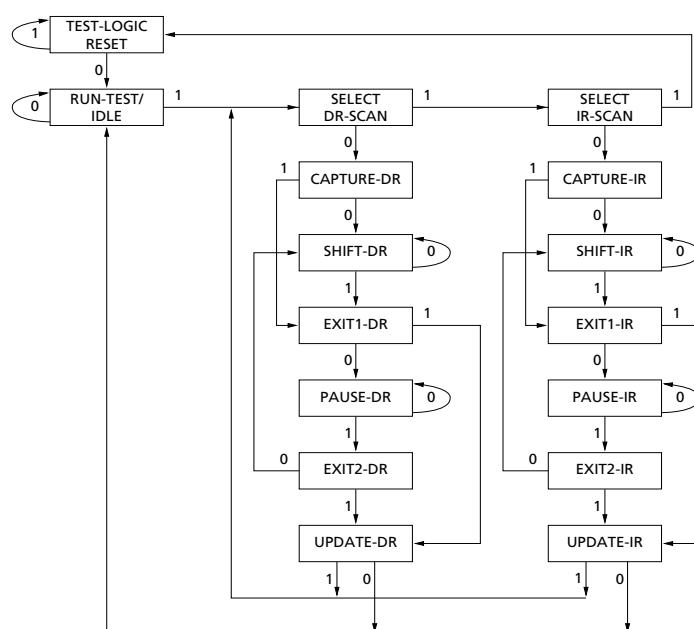 TEST-LOGIC
RESET
1
0
RUN-TEST/
IDLE
0
1
SELECT
DR-SCAN
1
SELECT
IR-SCAN
1
0
0
1
CAPTURE-DR
1
CAPTURE-IR
0
0
SHIFT-DR
0
SHIFT-IR
0
1
1
EXIT1-DR
1
EXIT1-IR
1
0
0
PAUSE-DR
0
PAUSE-IR
0
1
1
0
EXIT2-DR
0
EXIT2-IR
1
1
UPDATE-DR
UPDATE-IR
1
0
1
0